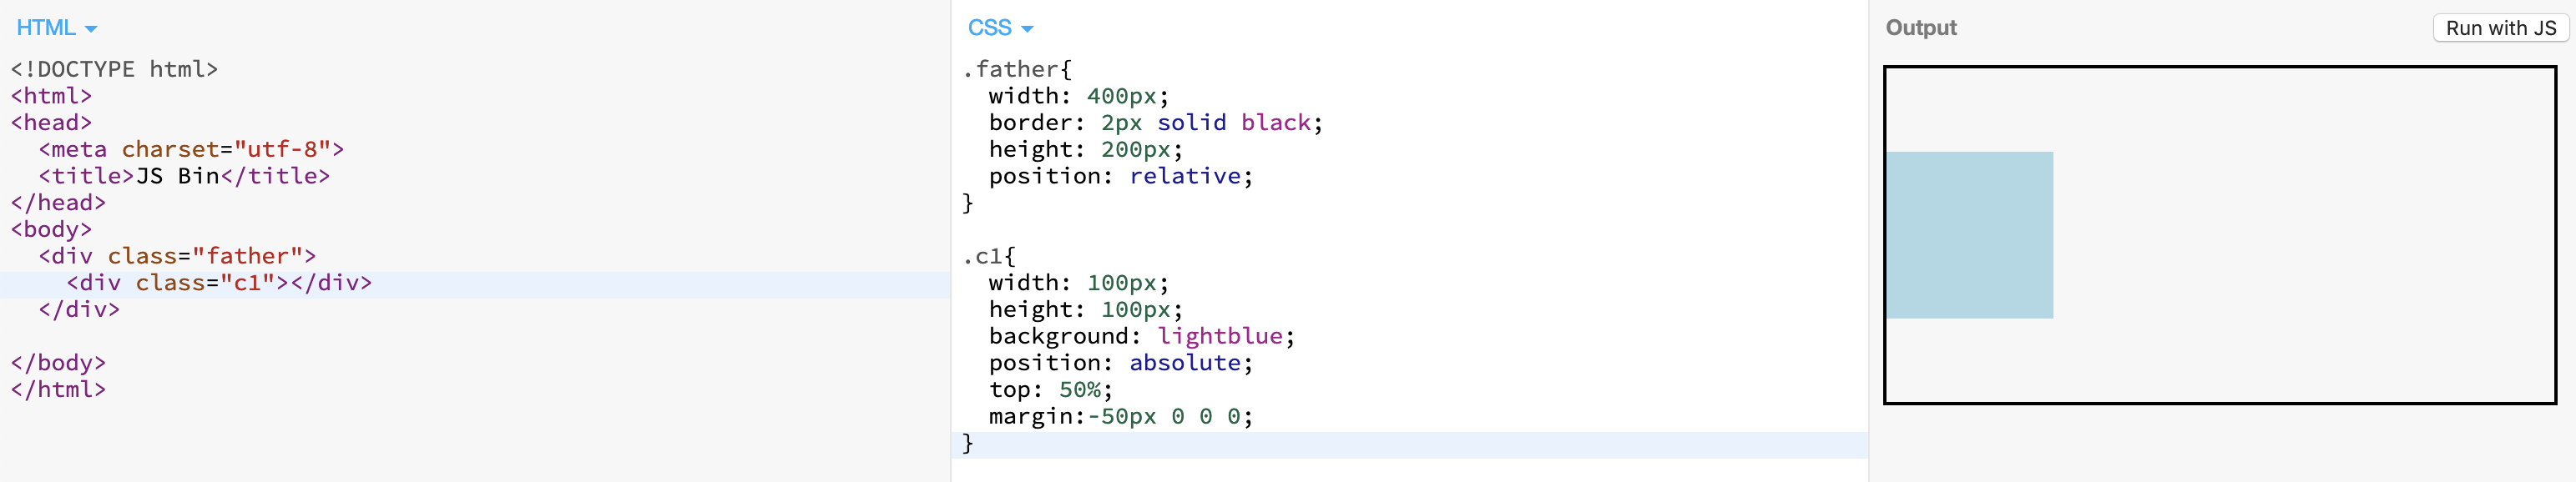 HTML
<!DOCTYPE html>
<html>
<head>
  <meta charset="utf-8">
  <title>JS Bin</title>
</head>
<body>
  <div class="father">
    <div class="c1"></div>
  </div>

</body>
</html>
CSS
.father{
  width: 400px;
  border: 2px solid black;
  height: 200px;
  position: relative;
}

.c1{
  width: 100px;
  height: 100px;
  background: lightblue;
  position: absolute;
  top: 50%;
  margin:-50px 0 0 0;
}
Output
Run with JS